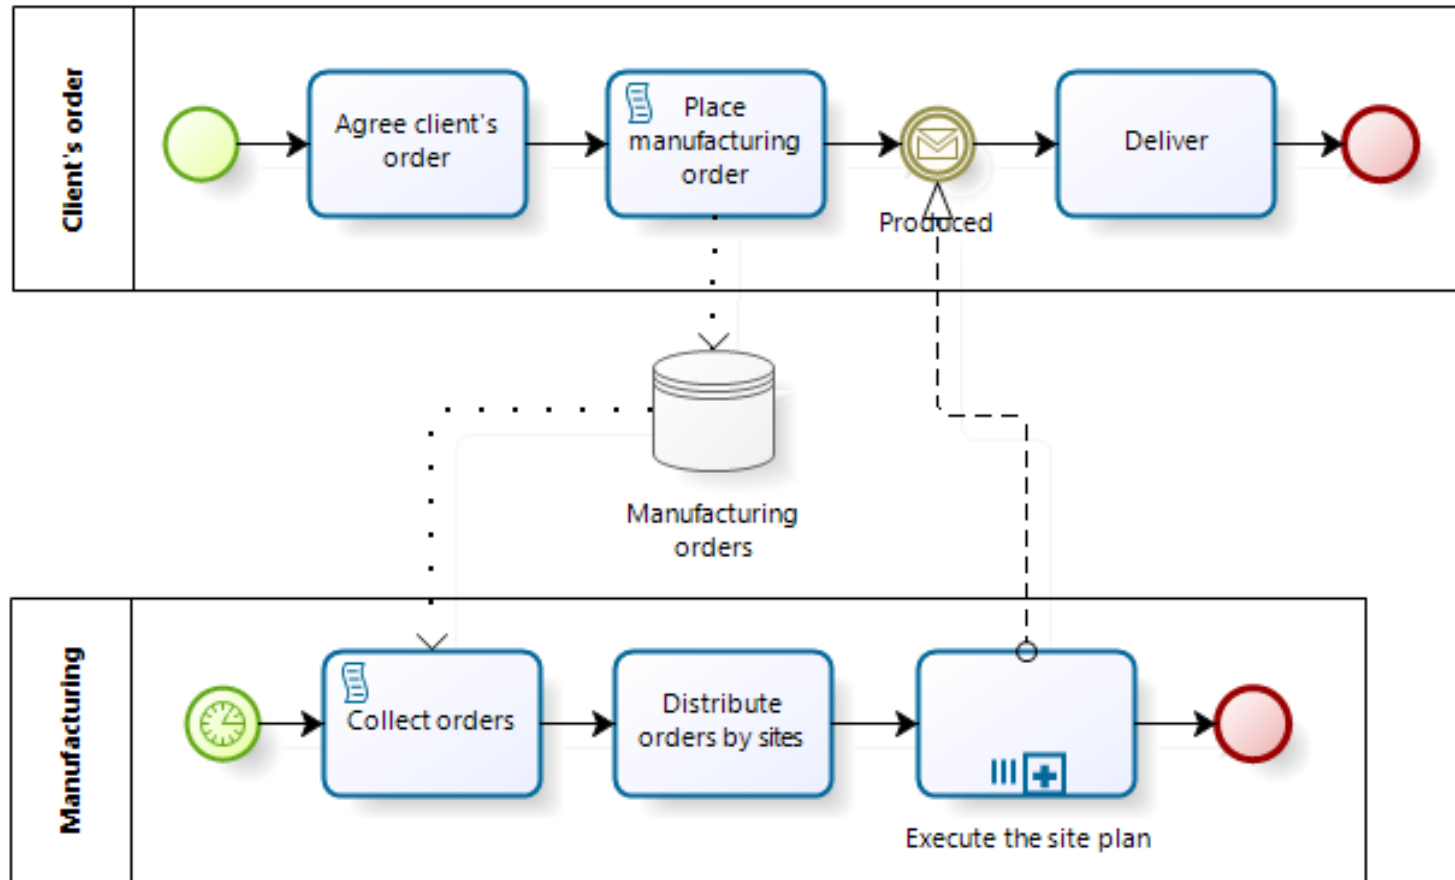 Client's order
Agree client's
order
Place
manufacturing
order
Produced
Deliver
Manufacturing
orders
Manufacturing
Collect orders
Distribute
orders by sites
Execute the site plan